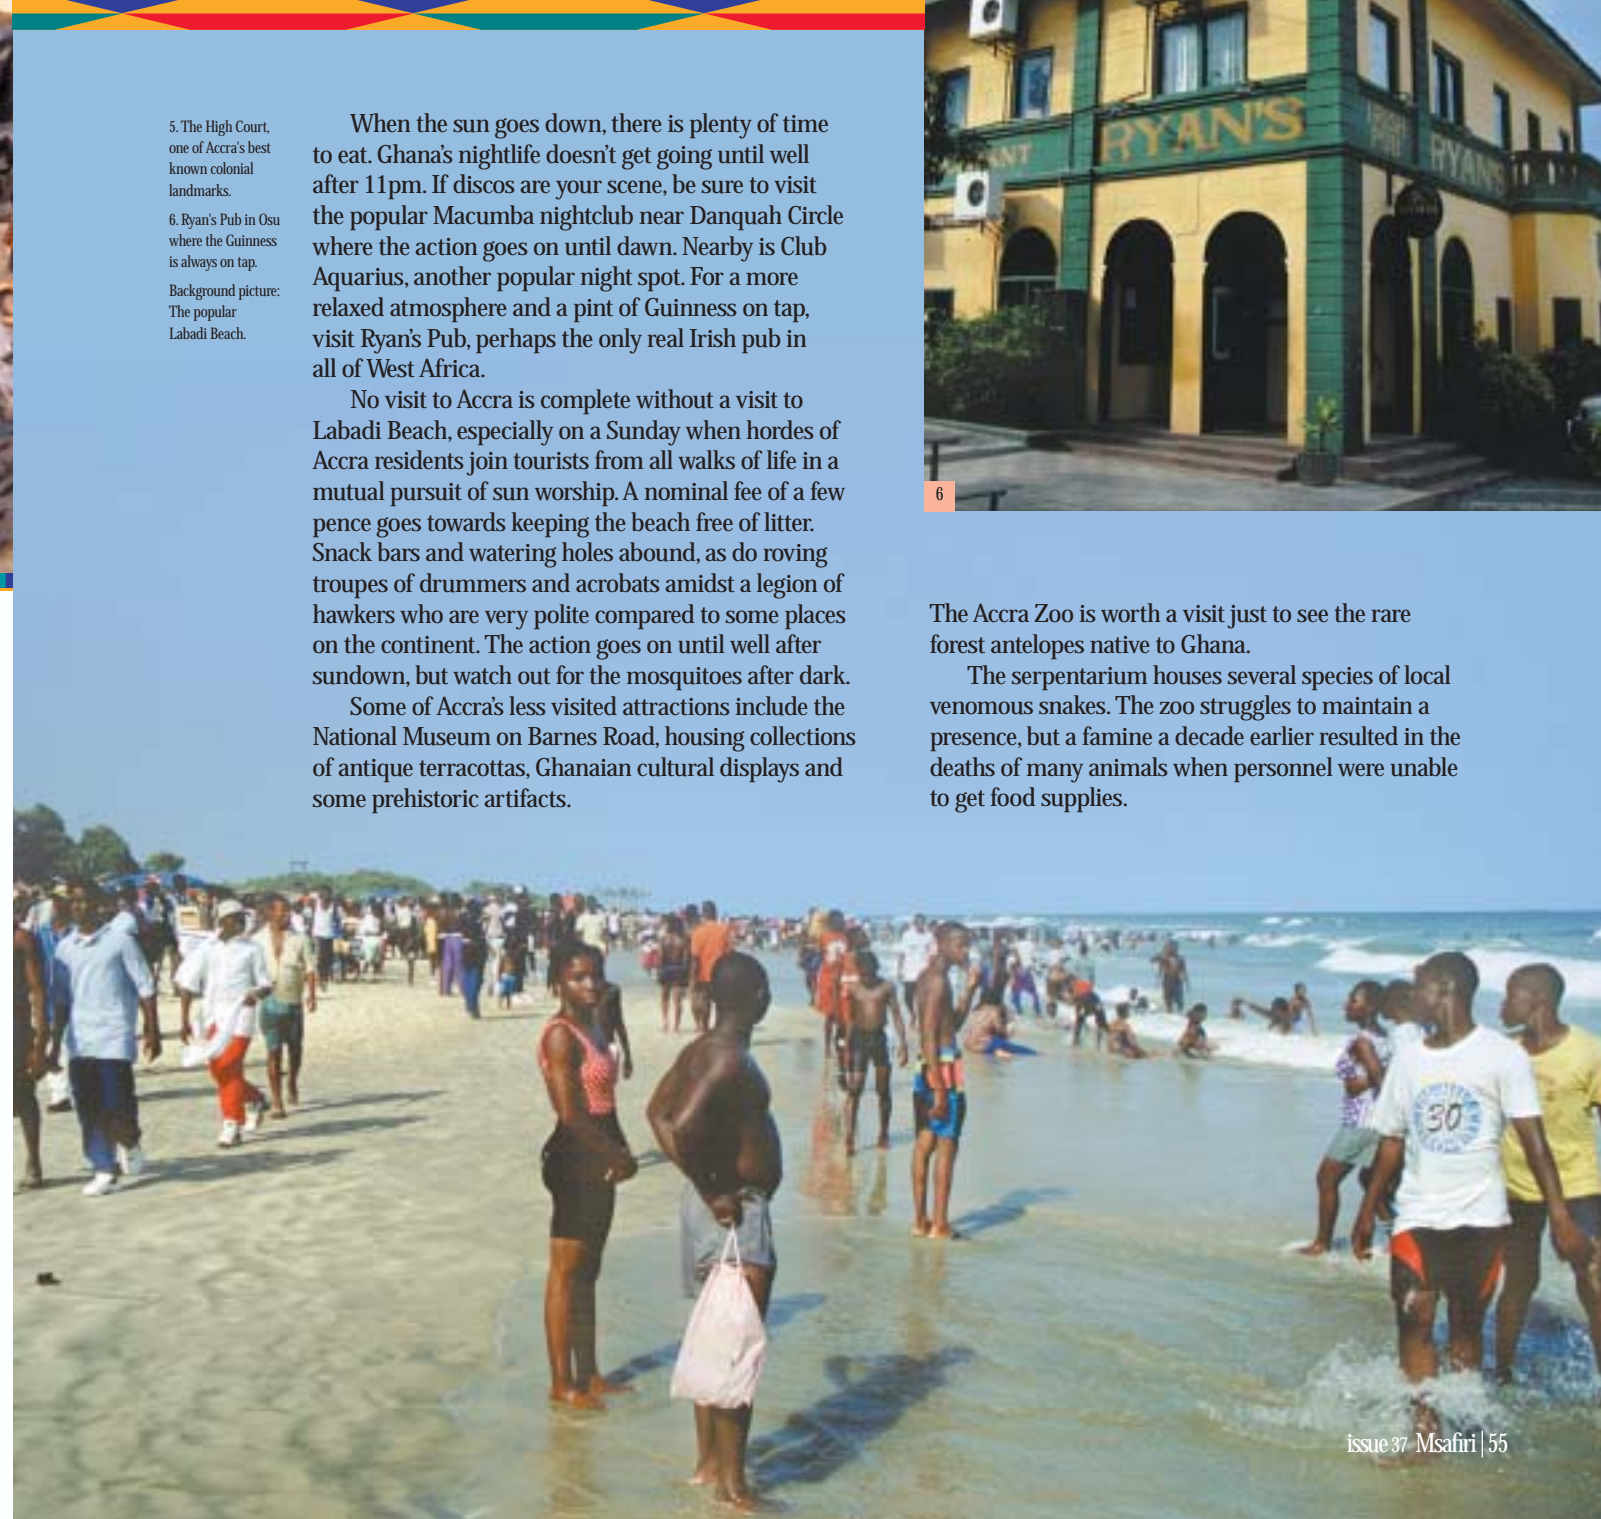 5. The High Court,
one of Accra's best
known colonial
landmarks.
6. Ryan's Pub in Osu
where the Guinness
is always on tap.
Background picture:
The popular
Labadi Beach.
When the sun goes down, there is plenty of time
to eat. Ghana’s nightlife doesn’t get going until well
after 11pm. If discos are your scene, be sure to visit
the popular Macumba nightclub near Danquah Circle
where the action goes on until dawn. Nearby is Club
Aquarius, another popular night spot. For a more
relaxed atmosphere and a pint of Guinness on tap,
visit Ryan’s Pub, perhaps the only real Irish pub in
all of West Africa.
No visit to Accra is complete without a visit to
Labadi Beach, especially on a Sunday when hordes of
Accra residents join tourists from all walks of life in a
mutual pursuit of sun worship. A nominal fee of a few
pence goes towards keeping the beach free of litter.
Snack bars and watering holes abound, as do roving
troupes of drummers and acrobats amidst a legion of
hawkers who are very polite compared to some places
on the continent. The action goes on until well after
sundown, but watch out for the mosquitoes after dark.
Some of Accra’s less visited attractions include the
National Museum on Barnes Road, housing collections
of antique terracottas, Ghanaian cultural displays and
some prehistoric artifacts.
RYAN'S
RYAN'S
6
The Accra Zoo is worth a visit just to see the rare
forest antelopes native to Ghana.
The serpentarium houses several species of local
venomous snakes. The zoo struggles to maintain a
presence, but a famine a decade earlier resulted in the
deaths of many animals when personnel were unable
to get food supplies.
30
issue 37 Msafiri | 55